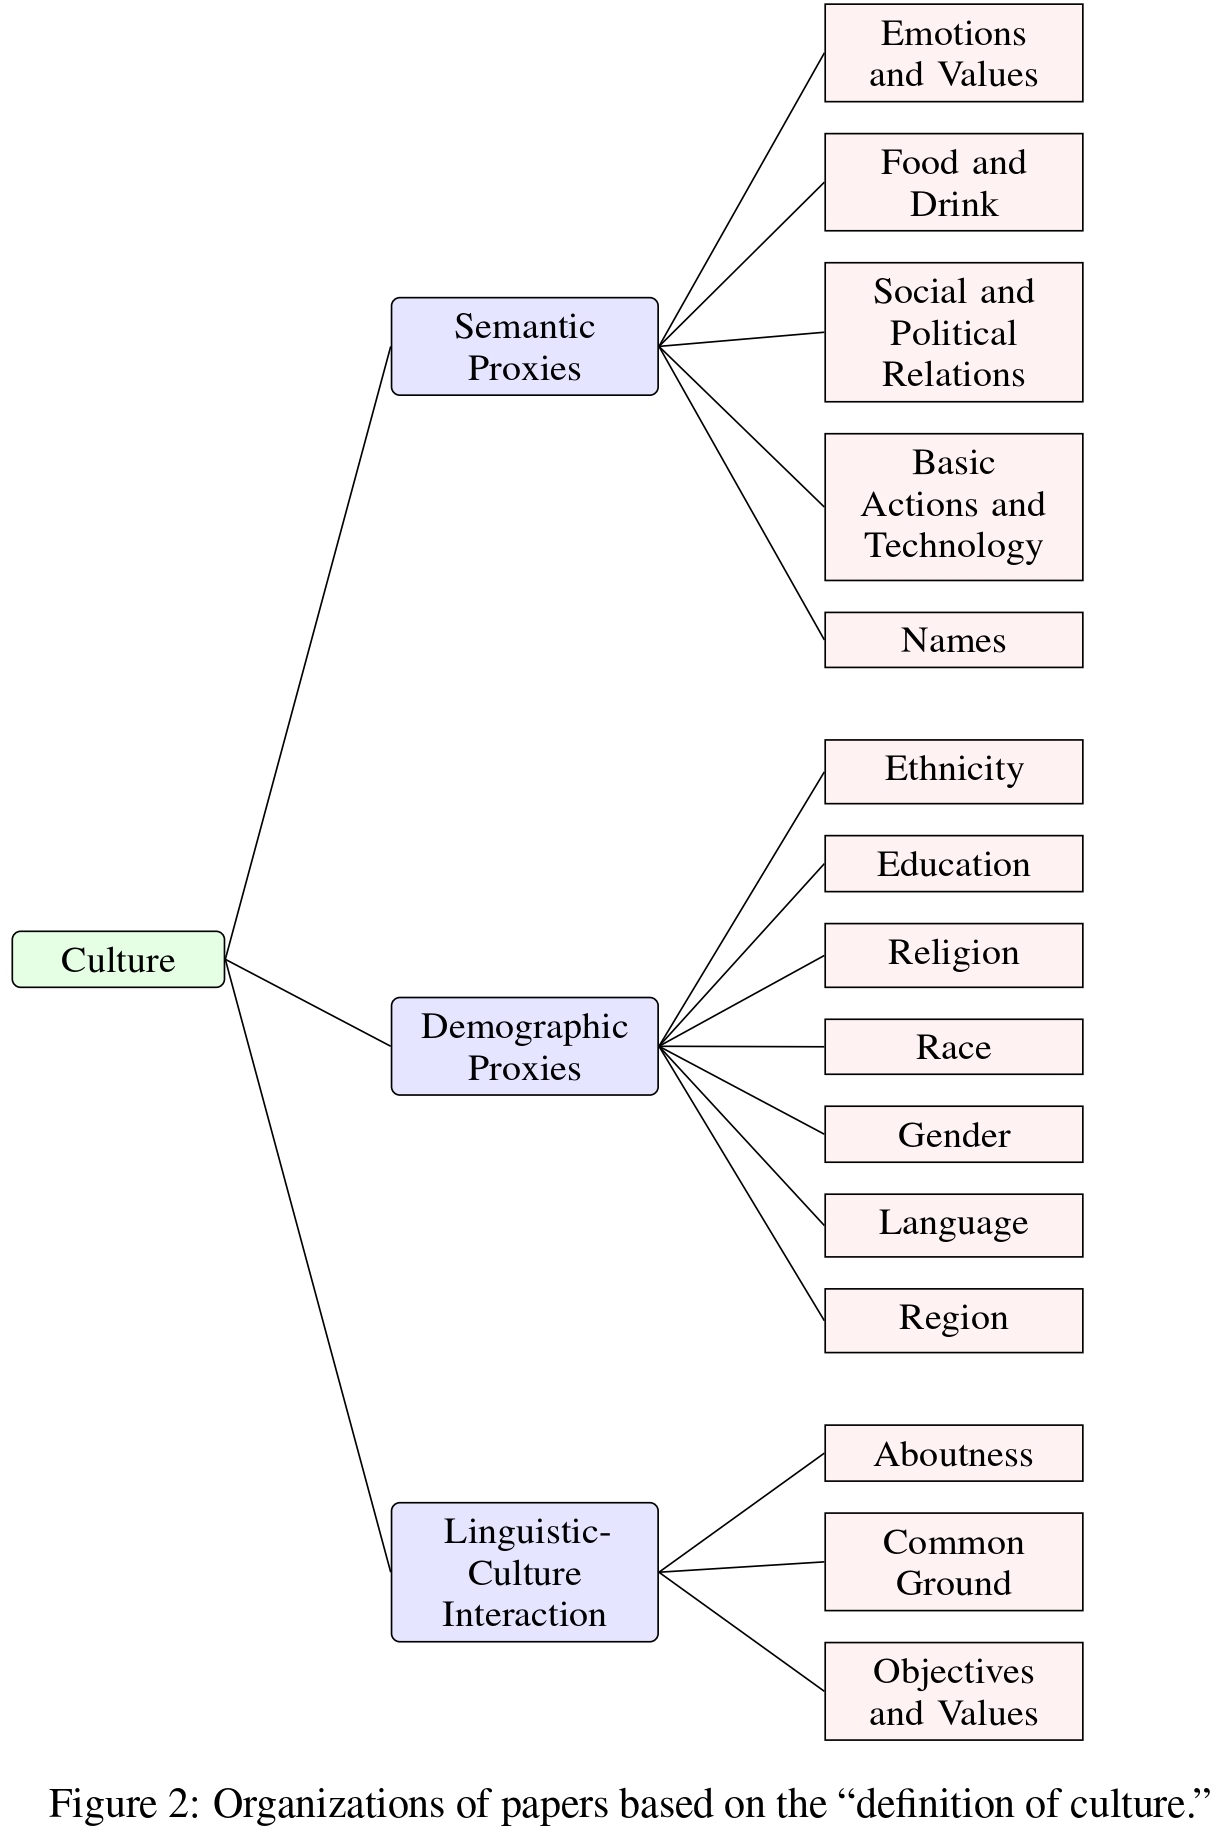 Emotions
and Values
Food and
Drink
Social and
Political
Relations
Semantic
Proxies
Basic
Actions and
Technology
Names
Ethnicity
Education
Religion
Culture
Demographic
Proxies
Race
Gender
Language
Region
Aboutness
Linguistic-
Culture
Interaction
Common
Ground
Objectives
and Values
Figure 2: Organizations of papers based on the “definition of culture.”